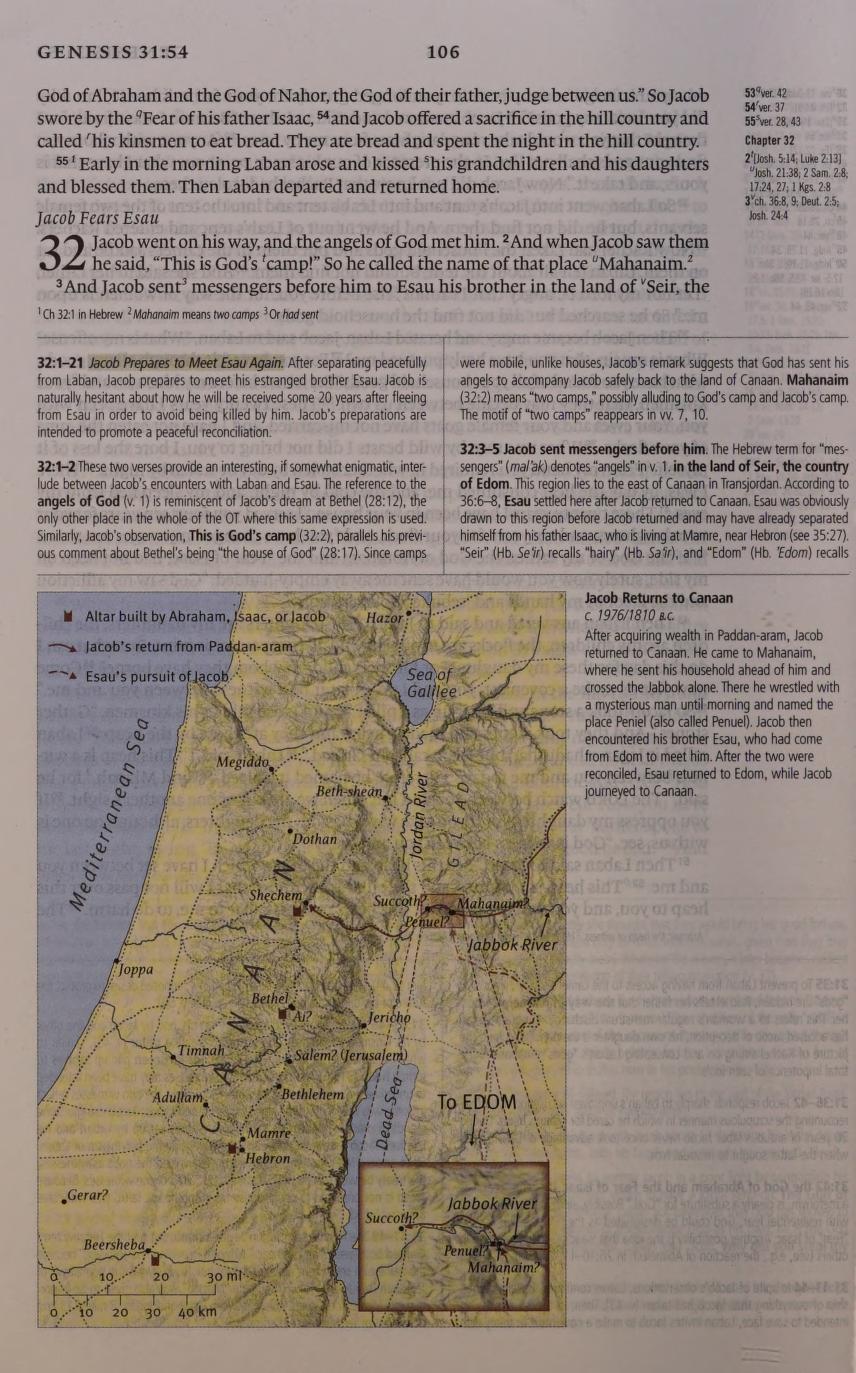 GENESIS 31:54
106
God of Abraham and the God of Nahor, the God of their father, judge between us.” So Jacob
swore by the qFear of his father Isaac, 54 and Jacob offered a sacrifice in the hill country and
called rhis kinsmen to eat bread. They ate bread and spent the night in the hill country.
55 1 Early in the morning Laban arose and kissed shis grandchildren and his daughters
and blessed them. Then Laban departed and returned home.
Jacob Fears Esau
32 Jacob went on his way, and the angels of God met him. 2 And when Jacob saw them
he said, “This is God’s tcamp!” So he called the name of that place uMahanaim.2
3 And Jacob sent3 messengers before him to Esau his brother in the land of vSeir, the
1 Ch 32:1 in Hebrew 2 Mahanaim means two camps 3 Or had sent
53 q ver. 42
54 r ver. 37
55 s ver. 28, 43
Chapter 32
2 t [Josh. 5:14; Luke 2:13]
u Josh. 21:38; 2 Sam. 2:8;
17:24, 27; 1 Kgs. 2:8
3 v ch. 36:8, 9; Deut. 2:5;
Josh. 24:4
32:1–21 Jacob Prepares to Meet Esau Again. After separating peacefully
from Laban, Jacob prepares to meet his estranged brother Esau. Jacob is
naturally hesitant about how he will be received some 20 years after fleeing
from Esau in order to avoid being killed by him. Jacob’s preparations are
intended to promote a peaceful reconciliation.
32:1–2 These two verses provide an interesting, if somewhat enigmatic, inter-
lude between Jacob’s encounters with Laban and Esau. The reference to the
angels of God (v. 1) is reminiscent of Jacob’s dream at Bethel (28:12), the
only other place in the whole of the OT where this same expression is used.
Similarly, Jacob’s observation, This is God’s camp (32:2), parallels his previ-
ous comment about Bethel’s being “the house of God” (28:17). Since camps
were mobile, unlike houses, Jacob’s remark suggests that God has sent his
angels to accompany Jacob safely back to the land of Canaan. Mahanaim
(32:2) means “two camps,” possibly alluding to God’s camp and Jacob’s camp.
The motif of “two camps” reappears in vv. 7, 10.
32:3–5 Jacob sent messengers before him. The Hebrew term for “mes-
sengers” (mal’ak) denotes “angels” in v. 1. in the land of Seir, the country
of Edom. This region lies to the east of Canaan in Transjordan. According to
36:6–8, Esau settled here after Jacob returned to Canaan. Esau was obviously
drawn to this region before Jacob returned and may have already separated
himself from his father Isaac, who is living at Mamre, near Hebron (see 35:27).
“Seir” (Hb. Se‘ir) recalls “hairy” (Hb. Sa‘ir), and “Edom” (Hb. ’Edom) recalls
Altar built by Abraham, Isaac, or Jacob
Jacob’s return from Paddan-aram
Esau’s pursuit of Jacob
Hazor
Sea of
Galilee
Mediterranean Sea
Megiddo
Beth-shean
Jordan River
GILEAD
Dothan
CANAAN
Shechem
Succoth?
Mahanaim?
Penuel?
Jabbok River
Joppa
Bethel
Ai?
Jericho
Timnah
Salem? (Jerusalem)
Adullam
Bethlehem
Dead Sea
To EDOM
Mamre
Hebron
Gerar?
Beersheba
Jabbok River
Succoth?
Penuel?
Mahanaim?
0 10 20 30 mi
0 10 20 30 40 km
Jacob Returns to Canaan
c. 1976/1810 B.C.
After acquiring wealth in Paddan-aram, Jacob
returned to Canaan. He came to Mahanaim,
where he sent his household ahead of him and
crossed the Jabbok alone. There he wrestled with
a mysterious man until morning and named the
place Peniel (also called Penuel). Jacob then
encountered his brother Esau, who had come
from Edom to meet him. After the two were
reconciled, Esau returned to Edom, while Jacob
journeyed to Canaan.